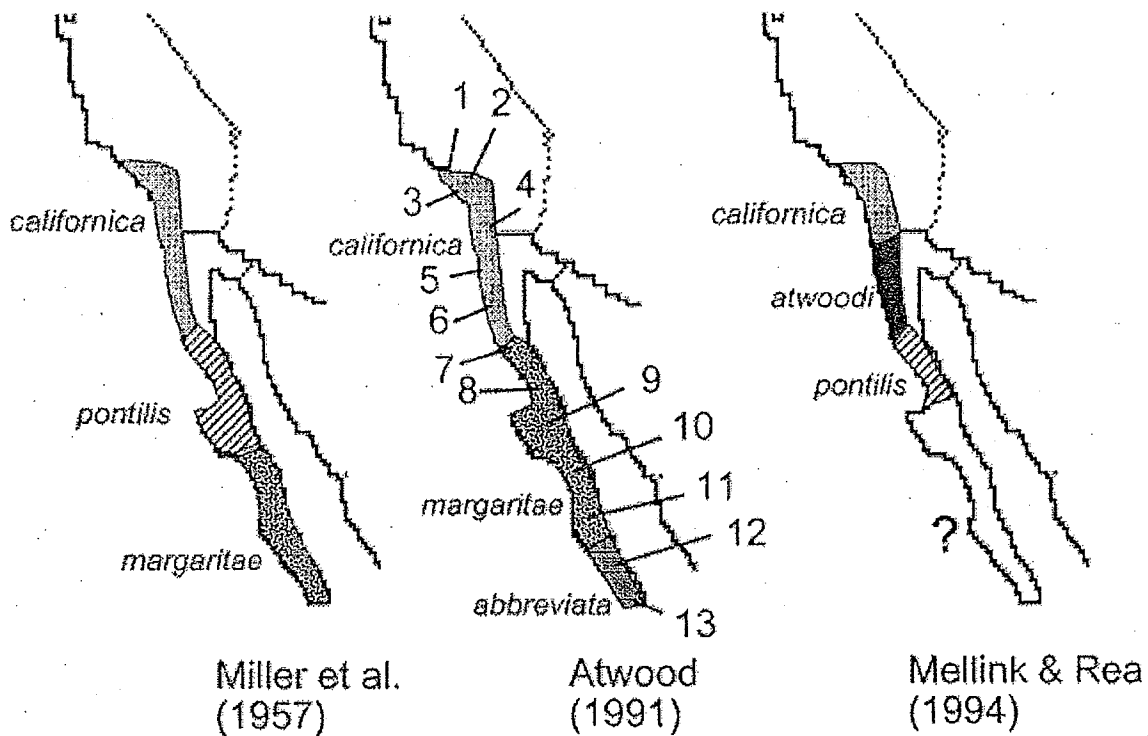 californica
pontilis
margaritae
Miller et al.
(1957)
1
2
3
4
californica
5
6
7
8
9
10
margaritae
11
12
abbreviata
13
Atwood
(1991)
californica
atwoodi
pontilis
?
Mellink & Rea
(1994)